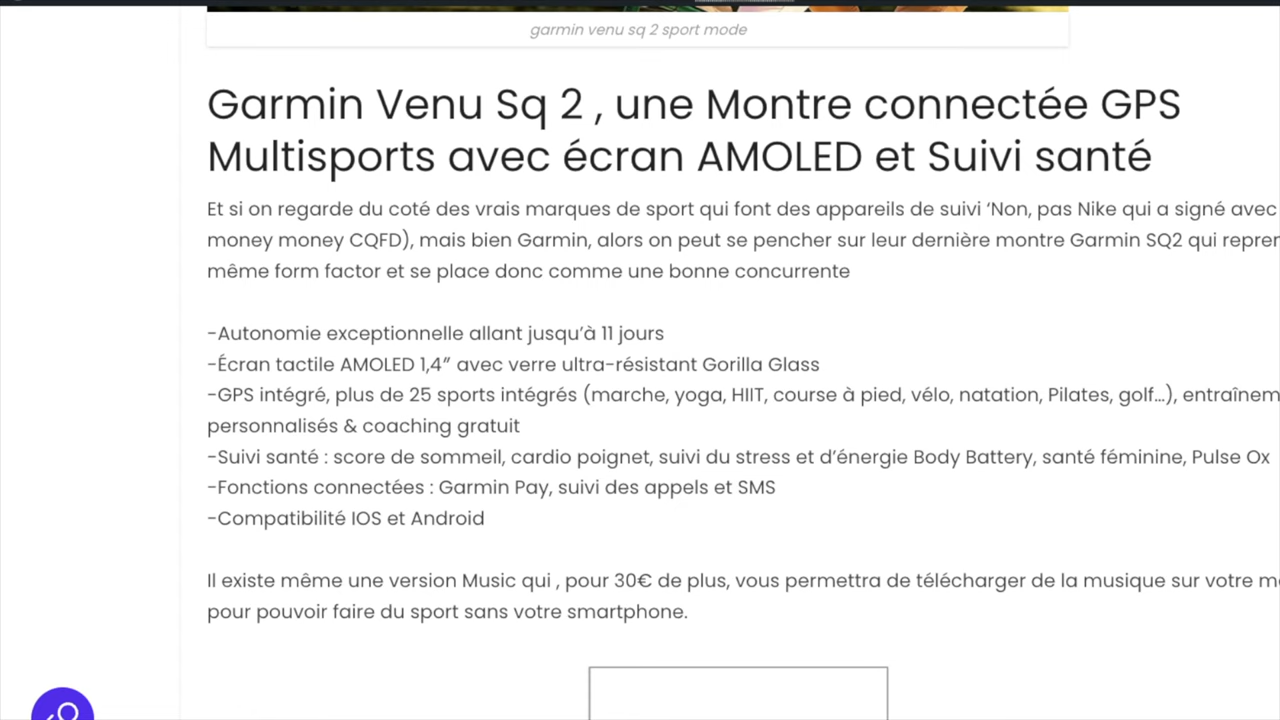 garmin venu sq 2 sport mode
Garmin Venu Sq 2 , une Montre connectée GPS
Multisports avec écran AMOLED et Suivi santé
Et si on regarde du coté des vrais marques de sport qui font des appareils de suivi ‘Non, pas Nike qui a signé avec
money money CQFD), mais bien Garmin, alors on peut se pencher sur leur dernière montre Garmin SQ2 qui
même form factor et se place donc comme une bonne concurrente
-Autonomie exceptionnelle allant jusqu’à 11 jours
-Écran tactile AMOLED 1,4″ avec verre ultra-résistant Gorilla Glass
-GPS intégré, plus de 25 sports intégrés (marche, yoga, HIIT, course à pied, vélo, natation, Pilates, golf…),
personnalisés & coaching gratuit
-Suivi santé : score de sommeil, cardio poignet, suivi du stress et d’énergie Body Battery, santé féminine, Pulse Ox
-Fonctions connectées : Garmin Pay, suivi des appels et SMS
-Compatibilité IOS et Android
Il existe même une version Music qui , pour 30€ de plus, vous permettra de télécharger de la musique sur votre
pour pouvoir faire du sport sans votre smartphone.